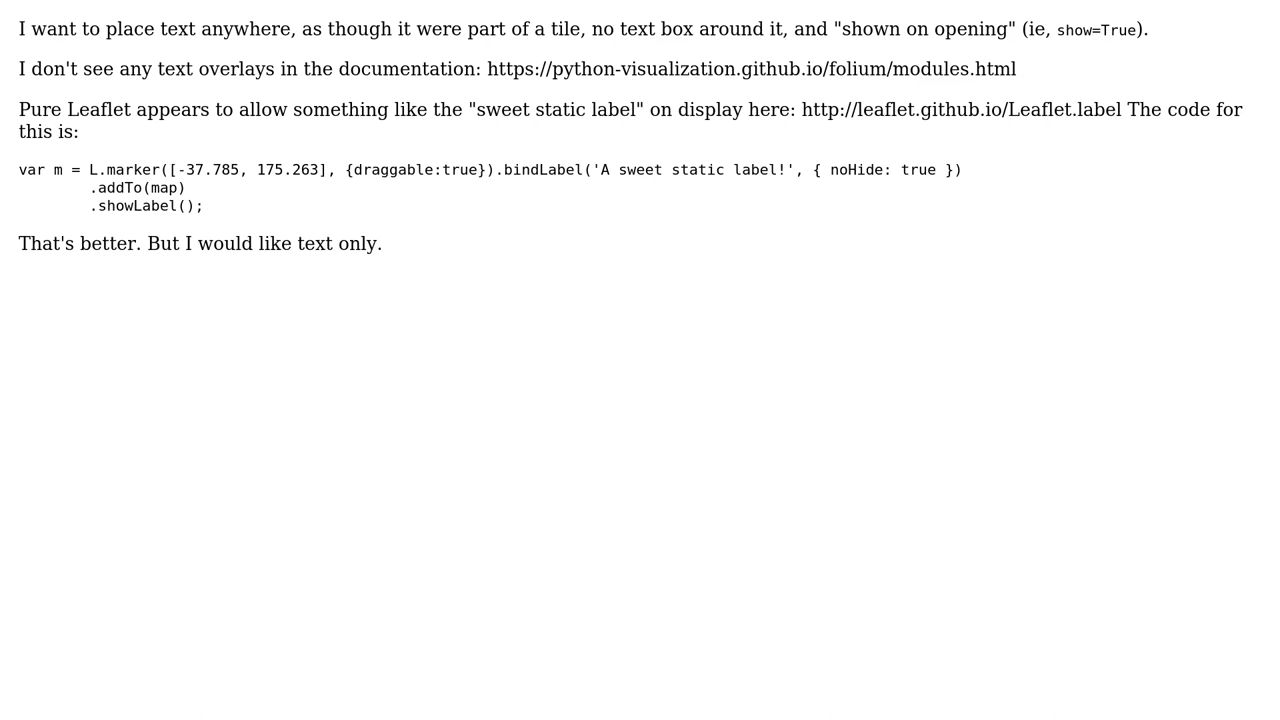 I want to place text anywhere, as though it were part of a tile, no text box around it, and "shown on opening" (ie, show=True).
I don't see any text overlays in the documentation: https://python-visualization.github.io/folium/modules.html
Pure Leaflet appears to allow something like the "sweet static label" on display here: http://leaflet.github.io/Leaflet.label The code for
this is:
var m = L.marker([-37.785, 175.263], {draggable:true}).bindLabel('A sweet static label!', { noHide: true })
        .addTo(map)
        .showLabel();
That's better. But I would like text only.